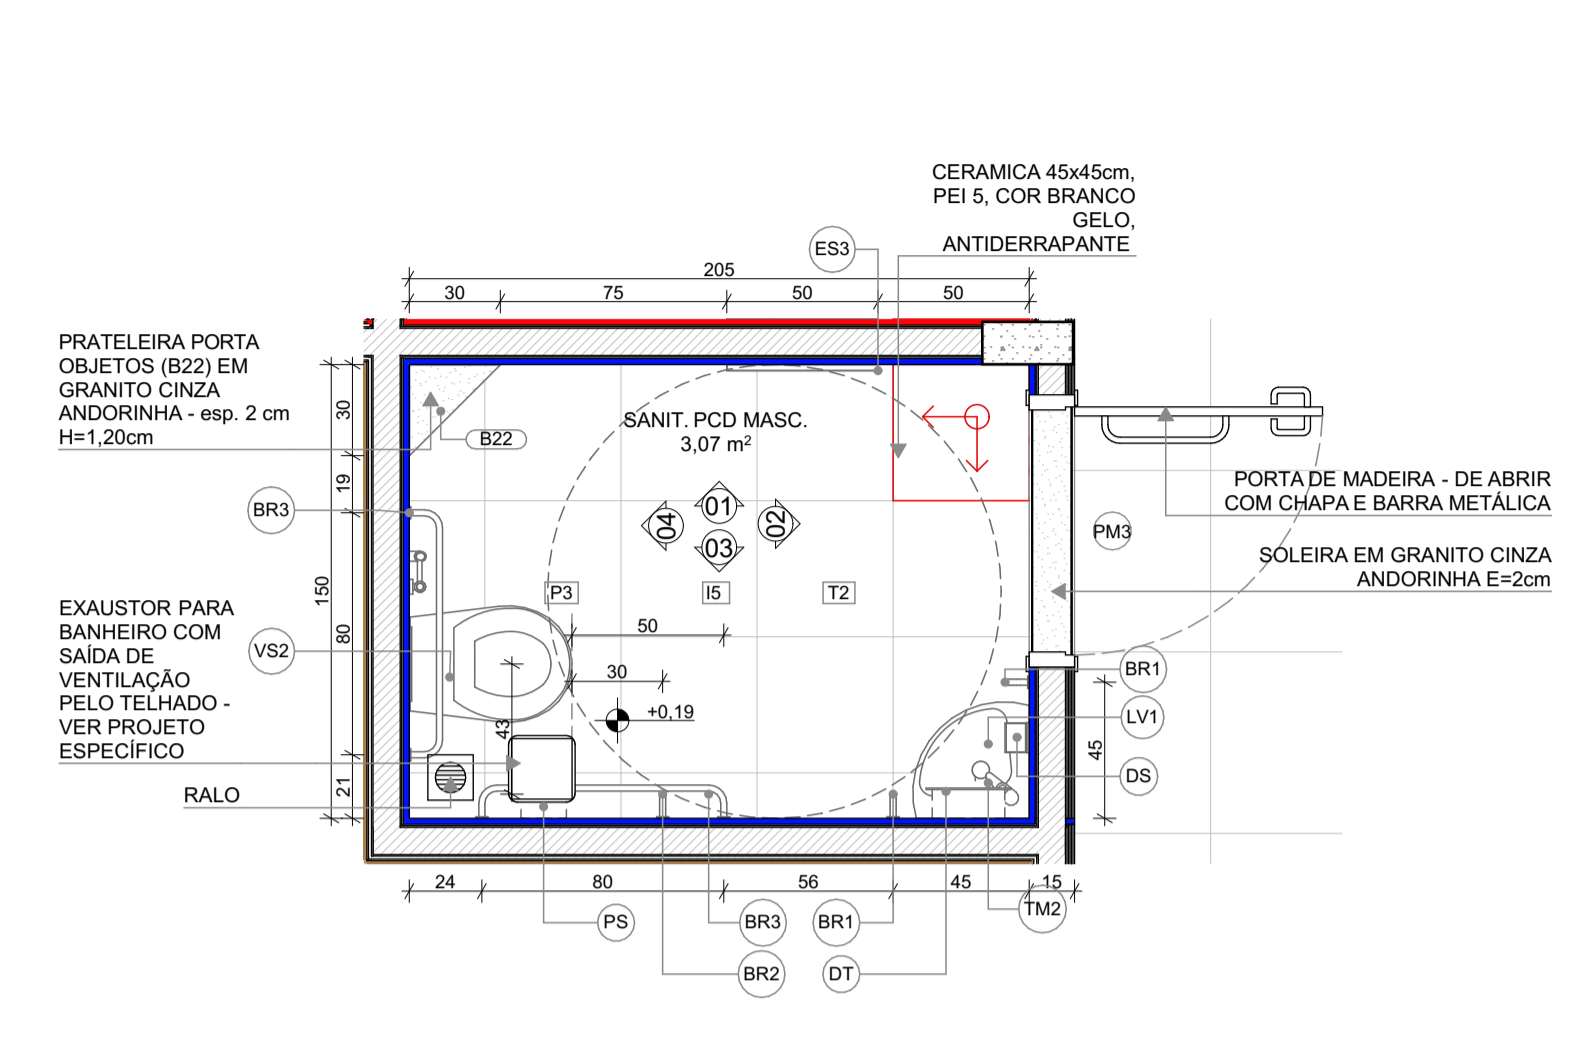 CERAMICA 45x45cm,
PEI 5, COR BRANCO
GELO,
ANTIDERRAPANTE
ES3
205
30
75
50
50
PRATELEIRA PORTA
OBJETOS (B22) EM
GRANITO CINZA
ANDORINHA - esp. 2 cm
H=1,20cm
B22
SANIT. PCD MASC.
3,07 m²
30
19
150
80
21
BR3
01
02
03
04
P3
I5
T2
PORTA DE MADEIRA - DE ABRIR
COM CHAPA E BARRA METÁLICA
PM3
SOLEIRA EM GRANITO CINZA
ANDORINHA E=2cm
EXAUSTOR PARA
BANHEIRO COM
SAÍDA DE
VENTILAÇÃO
PELO TELHADO -
VER PROJETO
ESPECÍFICO
VS2
50
30
43
+0,19
RALO
BR1
LV1
DS
45
24
80
56
45
15
PS
BR3
BR1
TM2
BR2
DT